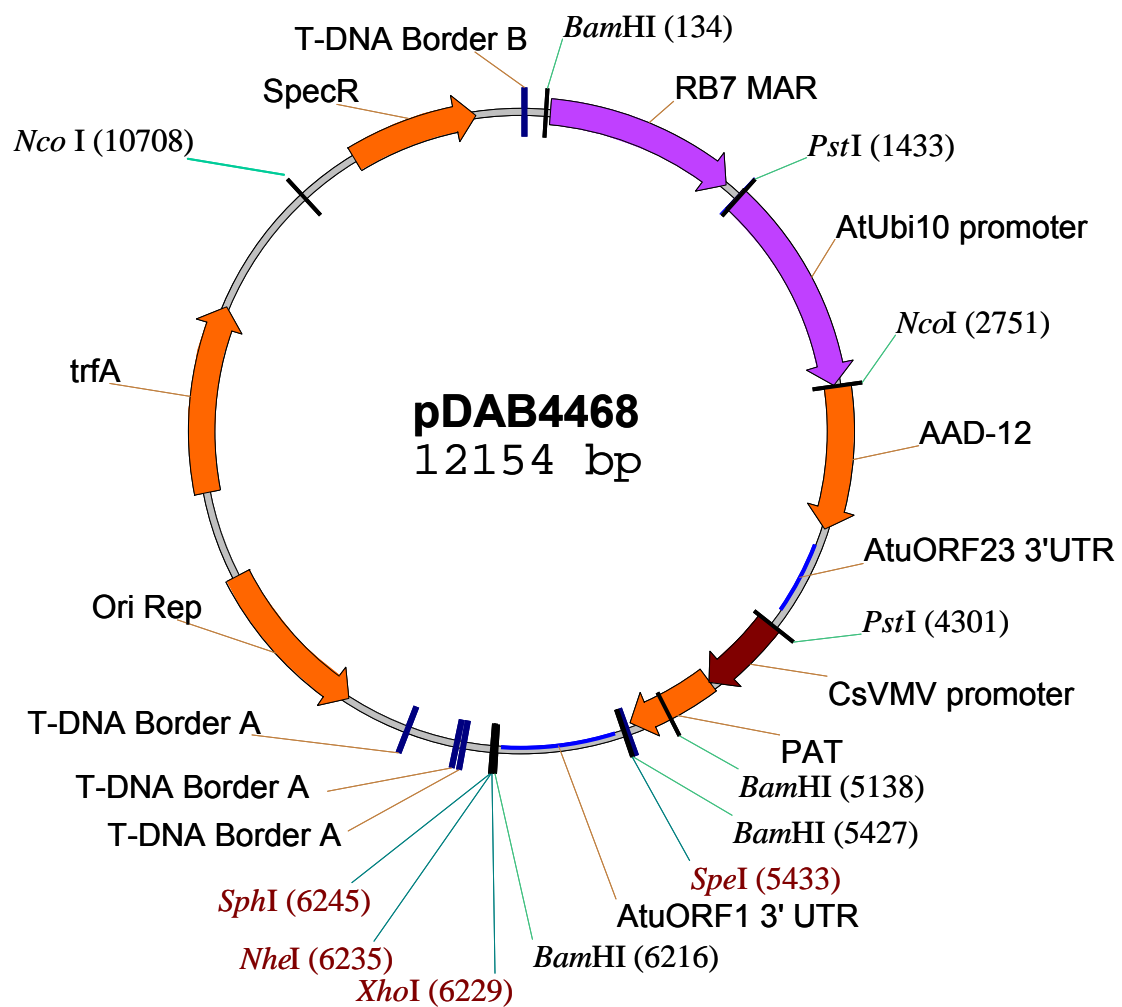 T-DNA Border B
BamHI (134)
SpecR
RB7 MAR
Nco I (10708)
PstI (1433)
AtUbi10 promoter
NcoI (2751)
trfA
pDAB4468
12154 bp
AAD-12
AtuORF23 3'UTR
Ori Rep
PstI (4301)
CsVMV promoter
T-DNA Border A
PAT
T-DNA Border A
BamHI (5138)
T-DNA Border A
BamHI (5427)
SpeI (5433)
SphI (6245)
AtuORF1 3' UTR
NheI (6235)
BamHI (6216)
XhoI (6229)